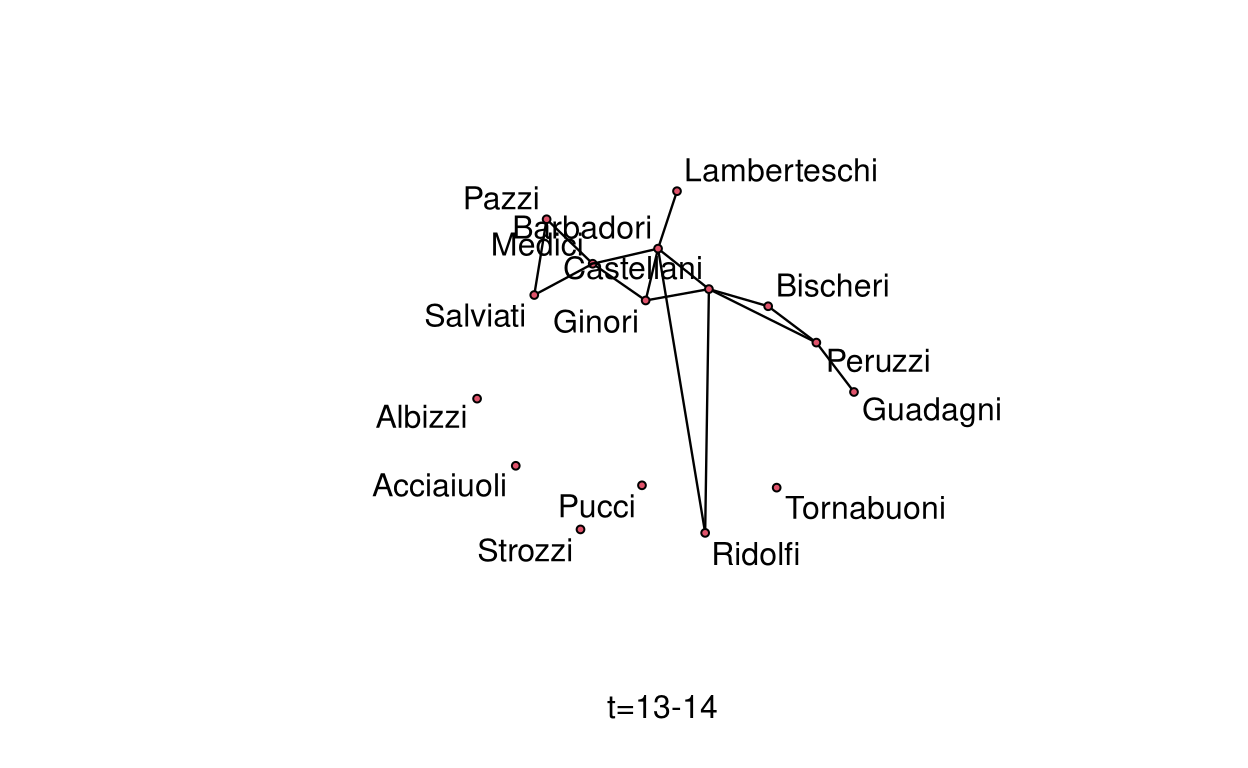 Lamberteschi
Pazzi
Barbadori
Medici
Castellani
Bischeri
Salviati
Ginori
Peruzzi
Guadagni
Albizzi
Acciaiuoli
Pucci
Tornabuoni
Strozzi
Ridolfi
t=13-14